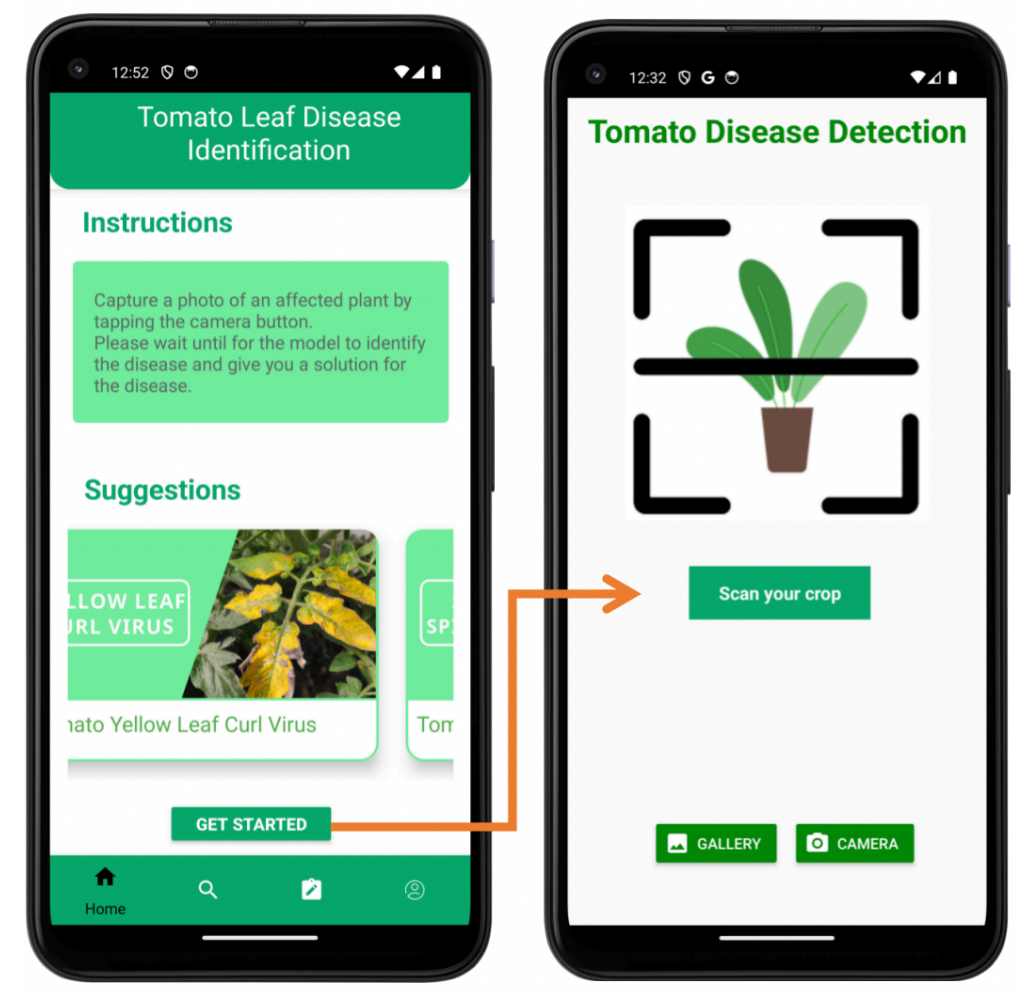 12:52
Tomato Leaf Disease
Identification
Instructions
Capture a photo of an affected plant by
tapping the camera button.
Please wait until for the model to identify
the disease and give you a solution for
the disease.
Suggestions
LLOW LEAF
URL VIRUS
SP
nato Yellow Leaf Curl Virus
Tom
GET STARTED
Home
12:32
G
Tomato Disease Detection
Scan your crop
GALLERY
CAMERA